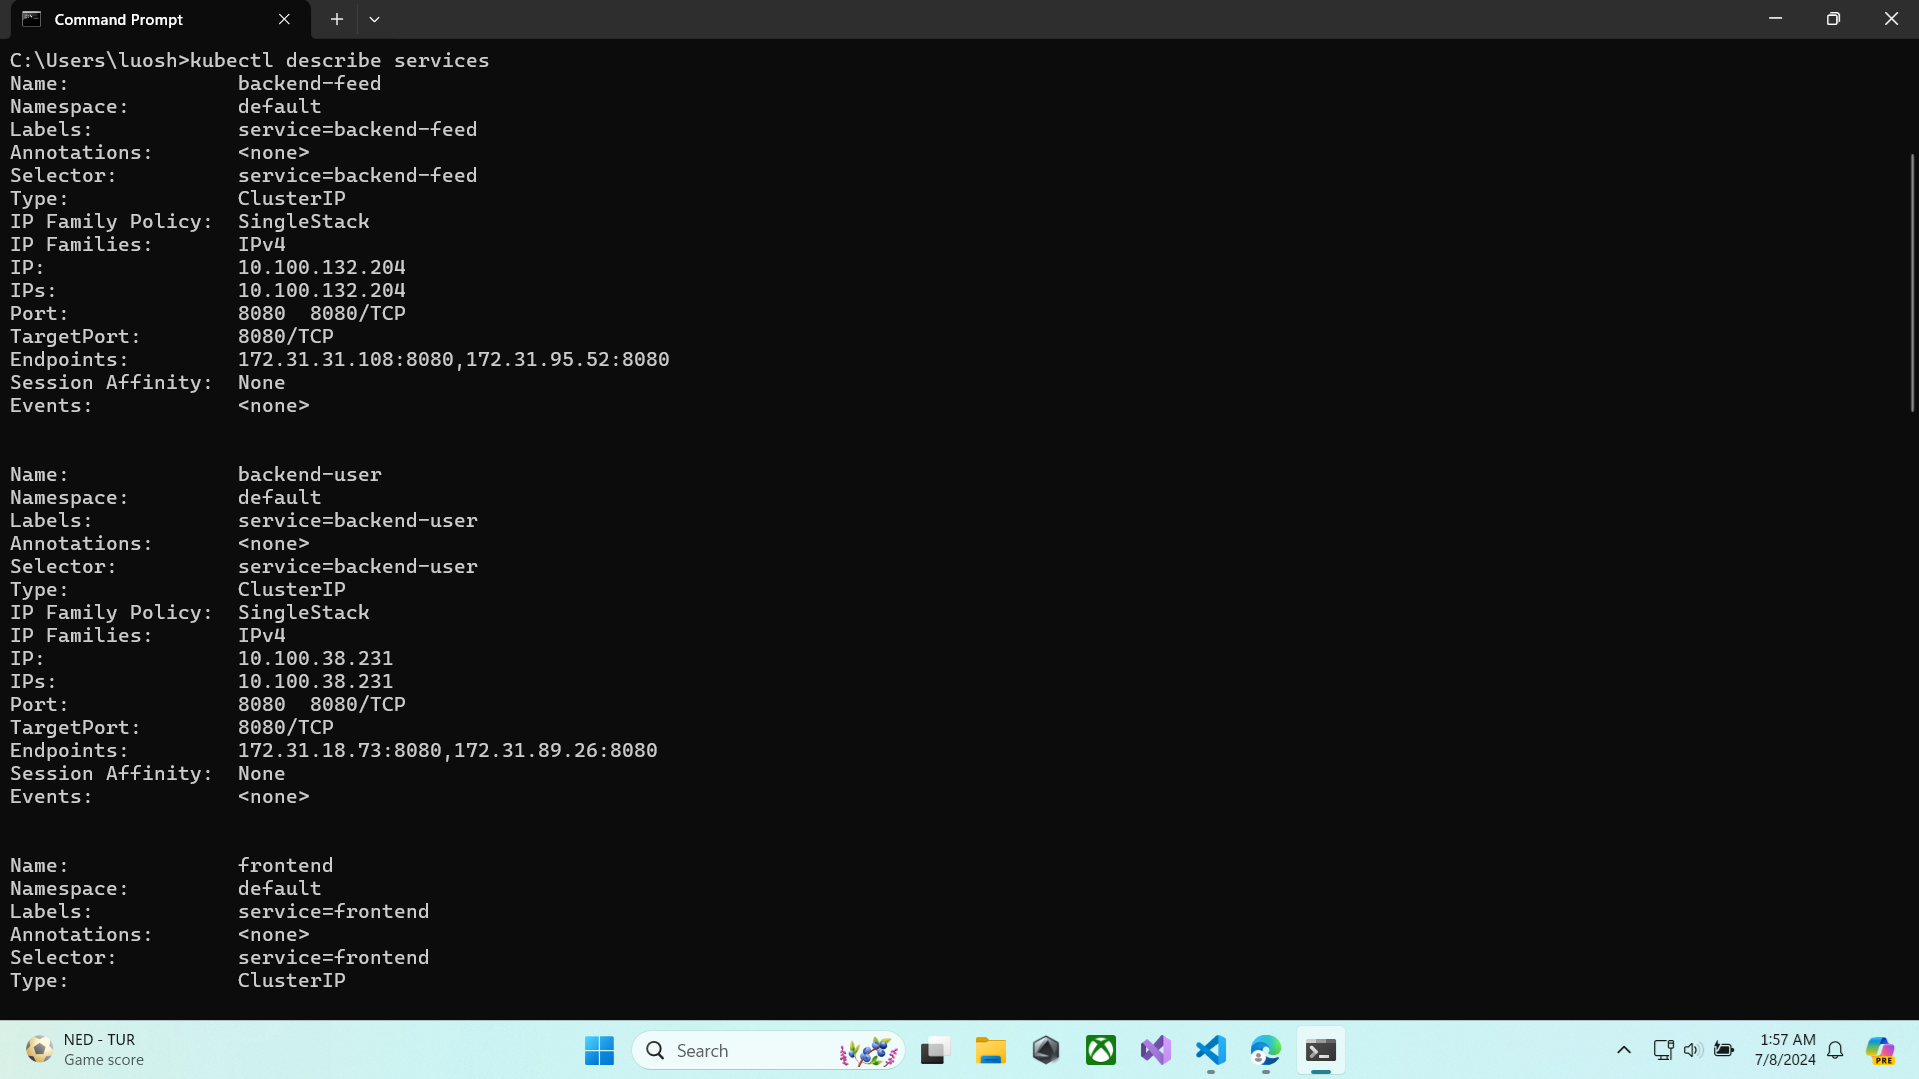 Command Prompt
C:\Users\luosh>kubectl describe services
Name:              backend-feed
Namespace:         default
Labels:            service=backend-feed
Annotations:       <none>
Selector:          service=backend-feed
Type:              ClusterIP
IP Family Policy:  SingleStack
IP Families:       IPv4
IP:                10.100.132.204
IPs:               10.100.132.204
Port:              8080  8080/TCP
TargetPort:        8080/TCP
Endpoints:         172.31.31.108:8080,172.31.95.52:8080
Session Affinity:  None
Events:            <none>
Name:              backend-user
Namespace:         default
Labels:            service=backend-user
Annotations:       <none>
Selector:          service=backend-user
Type:              ClusterIP
IP Family Policy:  SingleStack
IP Families:       IPv4
IP:                10.100.38.231
IPs:               10.100.38.231
Port:              8080  8080/TCP
TargetPort:        8080/TCP
Endpoints:         172.31.18.73:8080,172.31.89.26:8080
Session Affinity:  None
Events:            <none>
Name:              frontend
Namespace:         default
Labels:            service=frontend
Annotations:       <none>
Selector:          service=frontend
Type:              ClusterIP
NED - TUR
Game score
Search
1:57 AM
7/8/2024
PRE